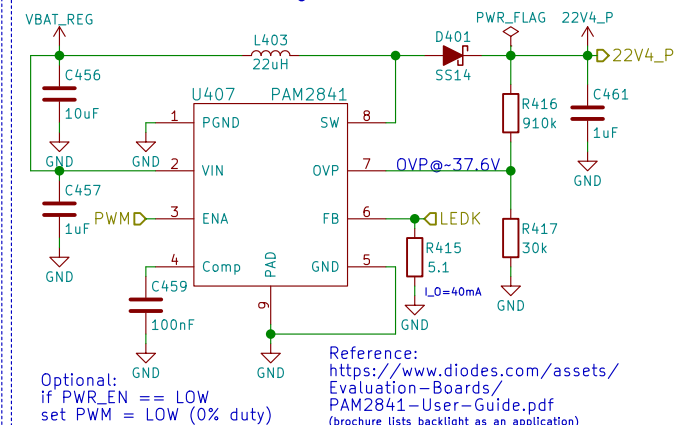 VBAT_REG
PWR_FLAG
22V4_P
L403
22uH
D401
SS14
22V4_P
C456
10uF
GND
U407
PAM2841
R416
910k
C461
1uF
GND
1
PGND
GND
SW
8
2
VIN
OVP
7
OVP@~37.6V
C457
1uF
GND
PWM
3
ENA
FB
6
LEDK
R417
30k
GND
R415
5.1
I_O=40mA
GND
4
Comp
GND
5
PAD
9
C459
100nF
GND
GND
Optional:
if PWR_EN == LOW
set PWM = LOW (0% duty)
Reference:
https://www.diodes.com/assets/
Evaluation-Boards/
PAM2841-User-Guide.pdf
(brochure lists backlight as an application)